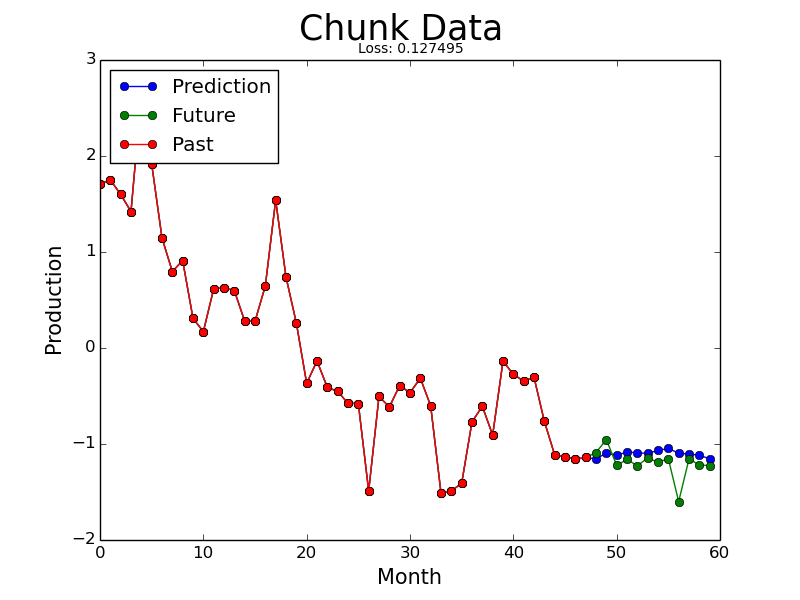 Chunk Data
Loss: 0.127495
3
2
1
0
−1
−2
Production
Prediction
Future
Past
0 10 20 30 40 50 60
Month